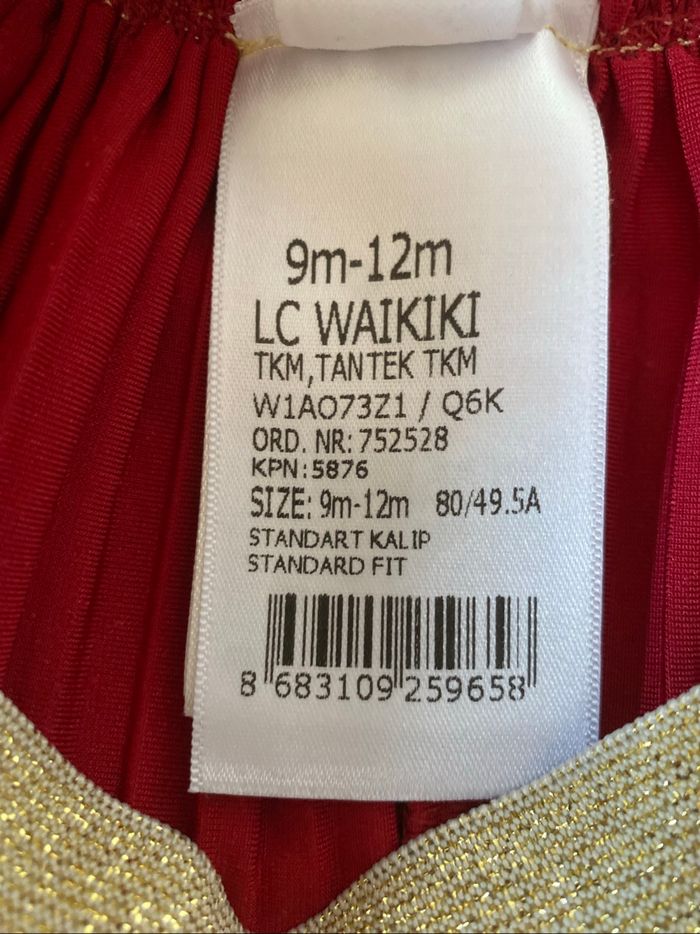 9m-12m
LC WAIKIKI
TKM,TANTEK TKM
W1AO73Z1 / Q6K
ORD. NR: 752528
KPN:5876
SIZE: 9m-12m 80/49.5A
STANDART KALIP
STANDARD FIT
8 683109 259658